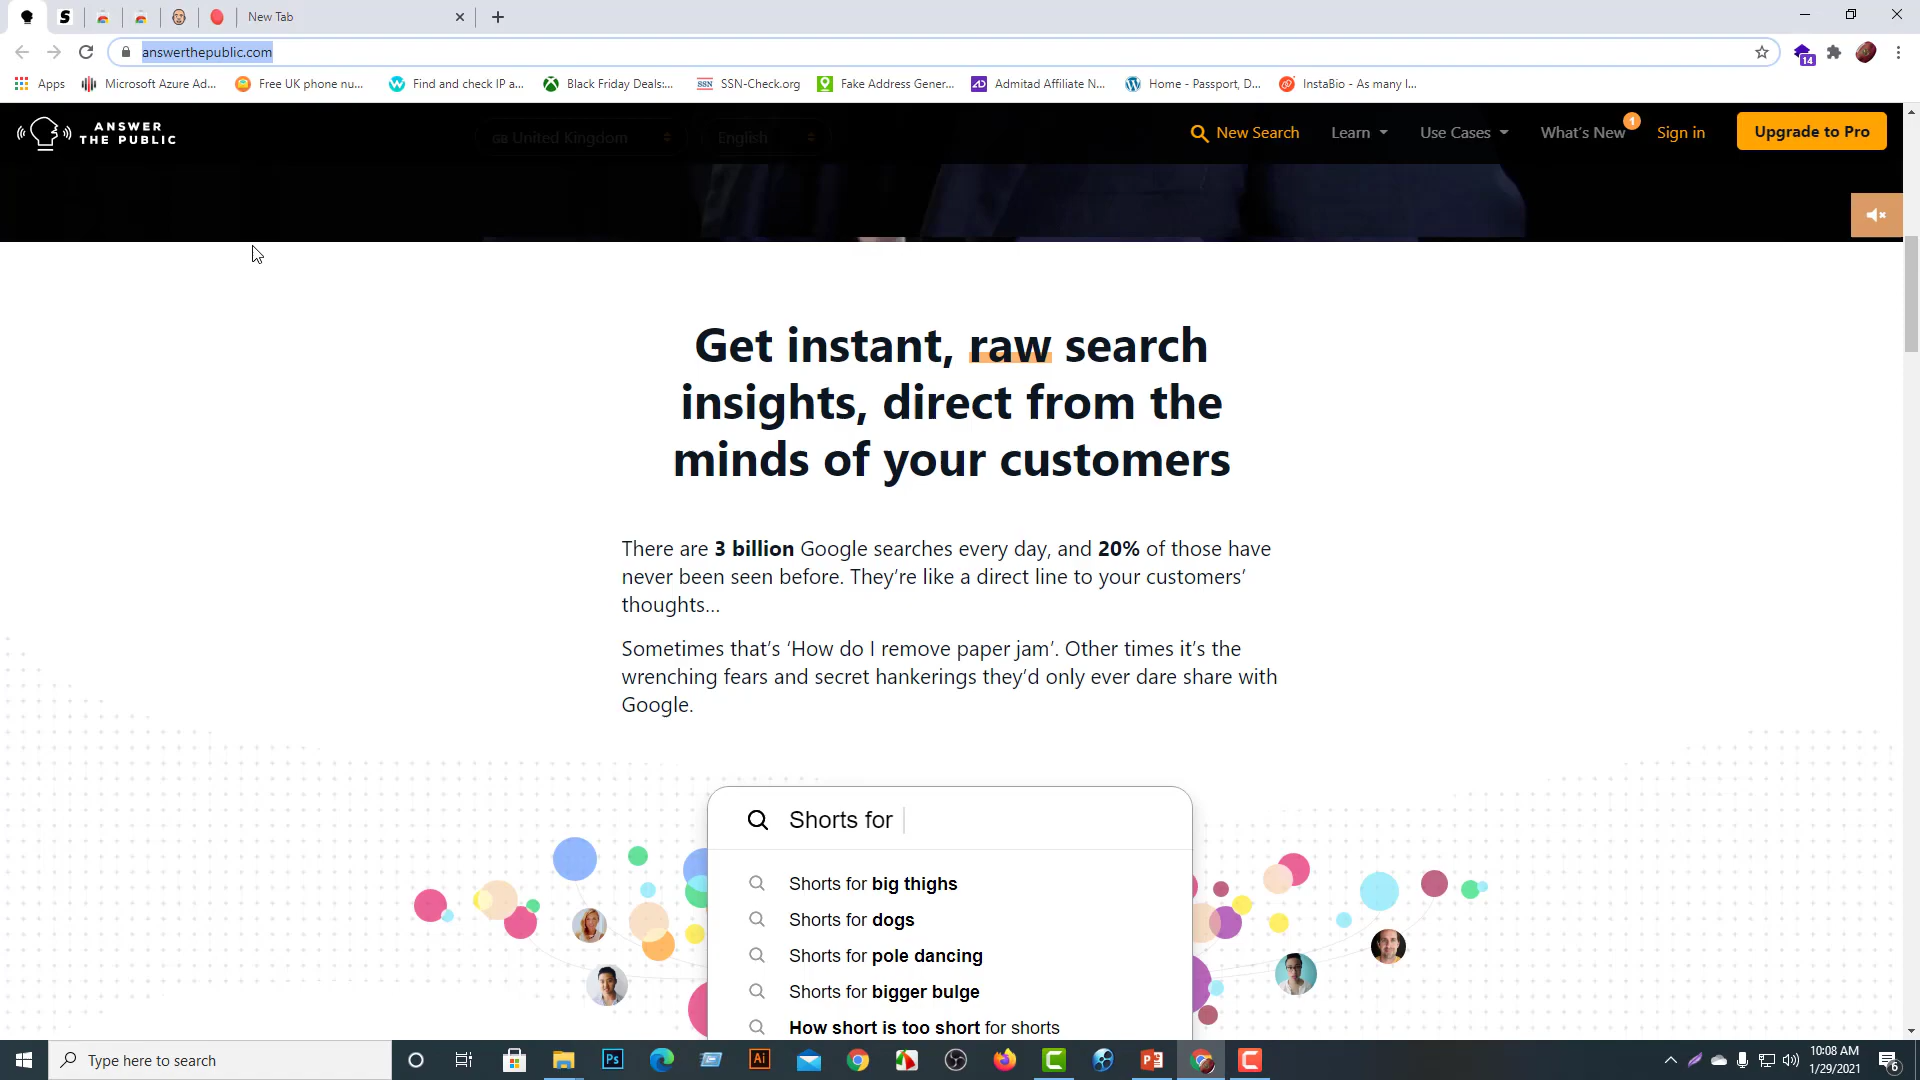 New Tab
answerthepublic.com
14
Apps
Microsoft Azure Ad...
Free UK phone nu...
Find and check IP a...
Black Friday Deals:...
SSN-Check.org
Fake Address Gener...
Admitad Affiliate N...
Home - Passport, D...
InstaBio - As many l...
ANSWER
THE PUBLIC
GB United Kingdom
English
New Search
Learn
Use Cases
What's New
1
Sign in
Upgrade to Pro
Get instant, raw search
insights, direct from the
minds of your customers
There are 3 billion Google searches every day, and 20% of those have
never been seen before. They’re like a direct line to your customers’
thoughts...
Sometimes that’s ‘How do I remove paper jam’. Other times it’s the
wrenching fears and secret hankerings they’d only ever dare share with
Google.
Shorts for
Shorts for big thighs
Shorts for dogs
Shorts for pole dancing
Shorts for bigger bulge
How short is too short for shorts
Type here to search
10:08 AM
1/29/2021
6